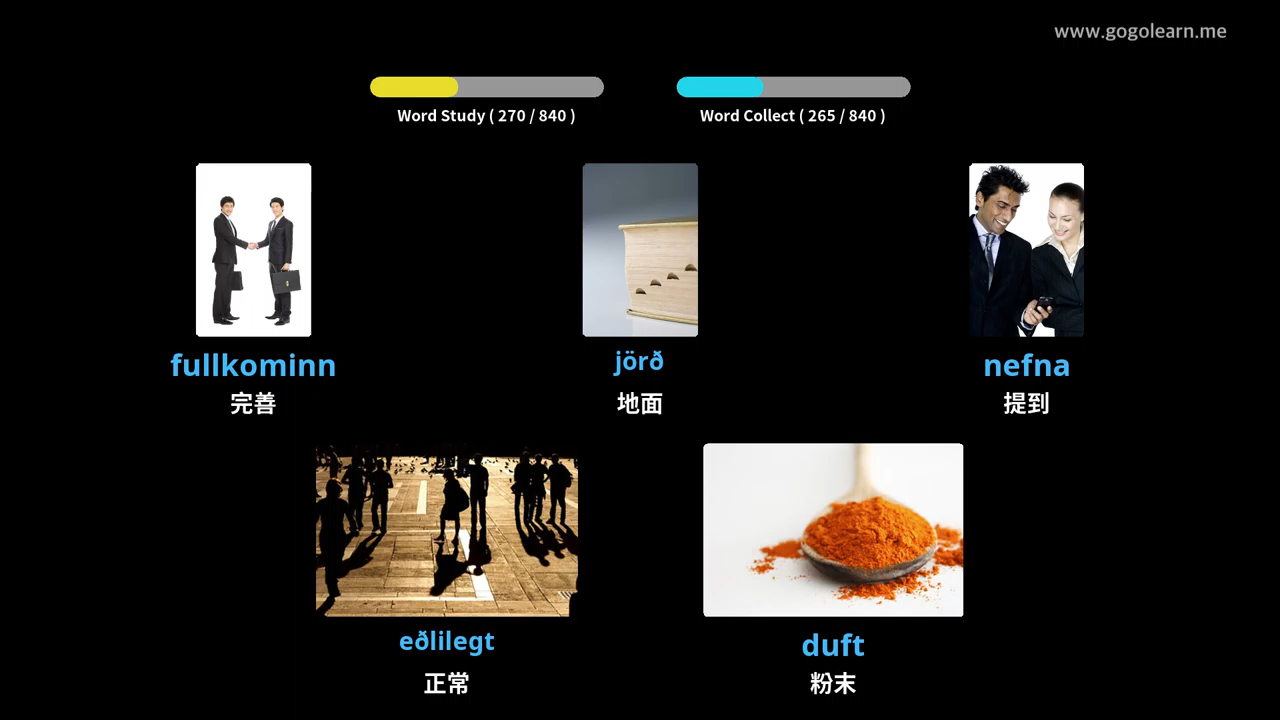 www.gogolearn.me
Word Study ( 270 / 840 )
Word Collect ( 265 / 840 )
fullkominn
完善
jörð
地面
nefna
提到
eðlilegt
正常
duft
粉末